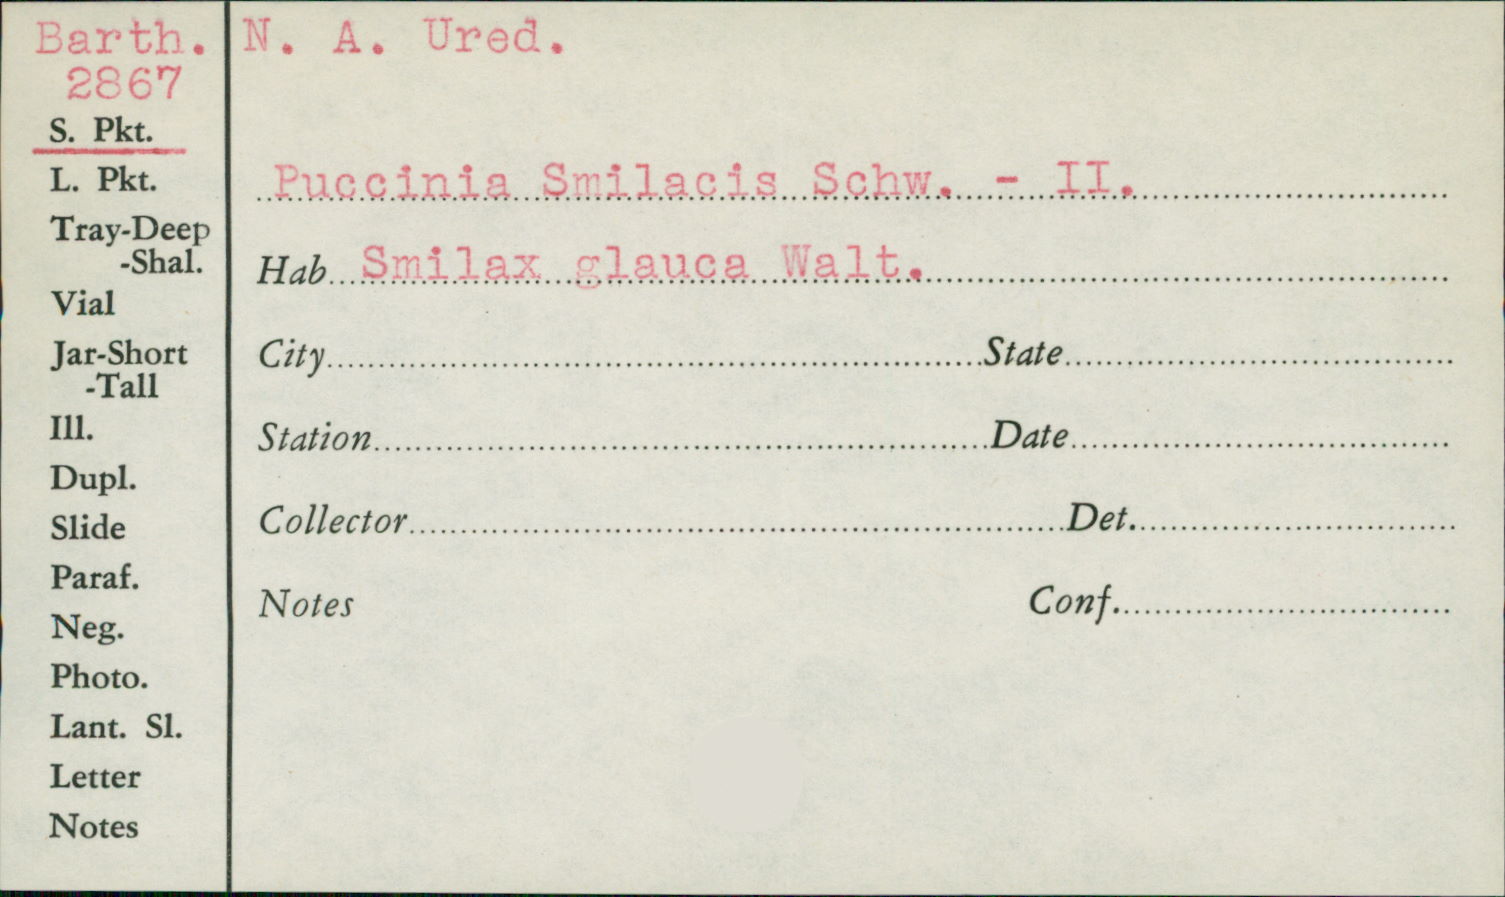 Barth. N. A. Ured.
2867
S. Pkt.
L. Pkt.
Tray-Deep
-Shal.
Vial
Jar-Short
-Tall
Ill.
Dupl.
Slide
Paraf.
Neg.
Photo.
Lant. Sl.
Letter
Notes
Puccinia Smilacis Schw. - II.
Hab. Smilax glauca Walt.
City State
Station Date
Collector Det.
Notes Conf.